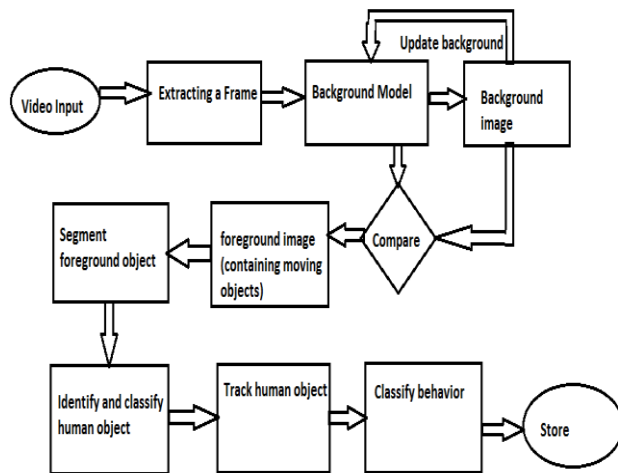 Update background
Video Input
Extracting a Frame
Background Model
Background
image
Segment
foreground object
foreground image
(containing moving
objects)
Compare
Identify and classify
human object
Track human object
Classify behavior
Store